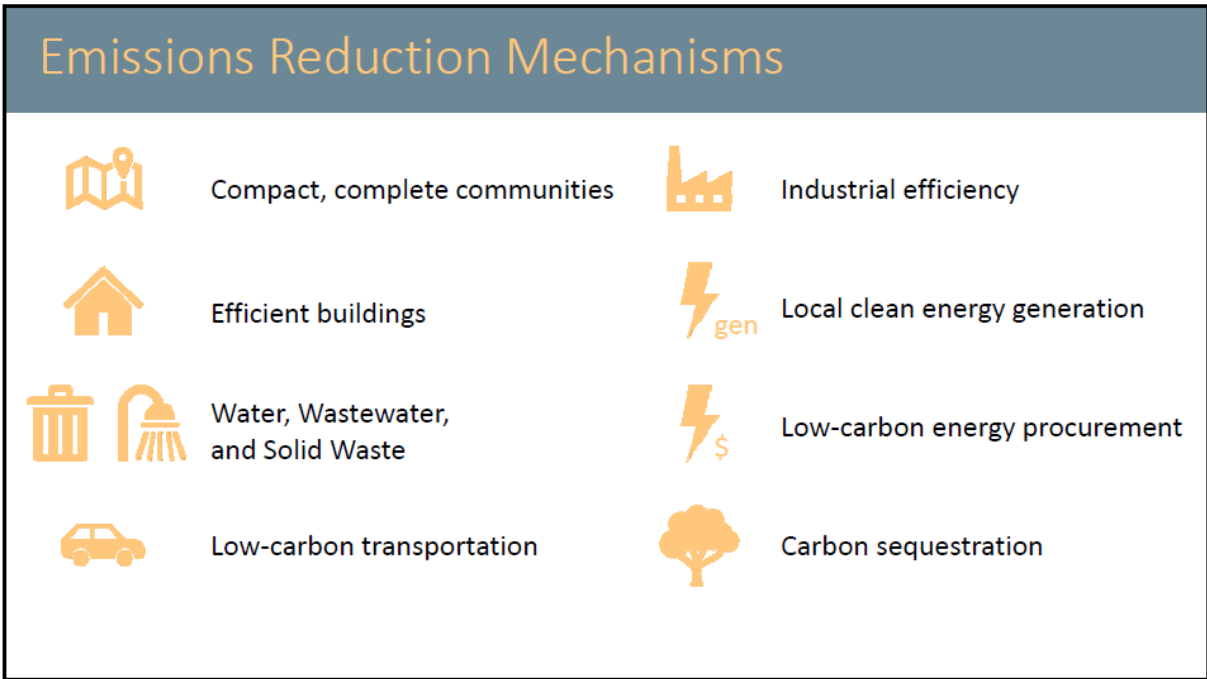 Emissions Reduction Mechanisms
Compact, complete communities
Efficient buildings
Water, Wastewater,
and Solid Waste
Low-carbon transportation
Industrial efficiency
gen
Local clean energy generation
$
Low-carbon energy procurement
Carbon sequestration